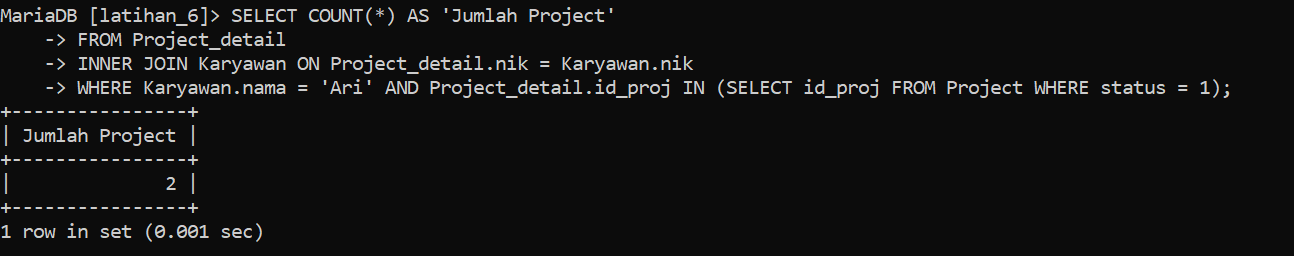 MariaDB [latihan_6]> SELECT COUNT(*) AS 'Jumlah Project'
    -> FROM Project_detail
    -> INNER JOIN Karyawan ON Project_detail.nik = Karyawan.nik
    -> WHERE Karyawan.nama = 'Ari' AND Project_detail.id_proj IN (SELECT id_proj FROM Project WHERE status = 1);
+----------------+
| Jumlah Project |
+----------------+
|              2 |
+----------------+
1 row in set (0.001 sec)